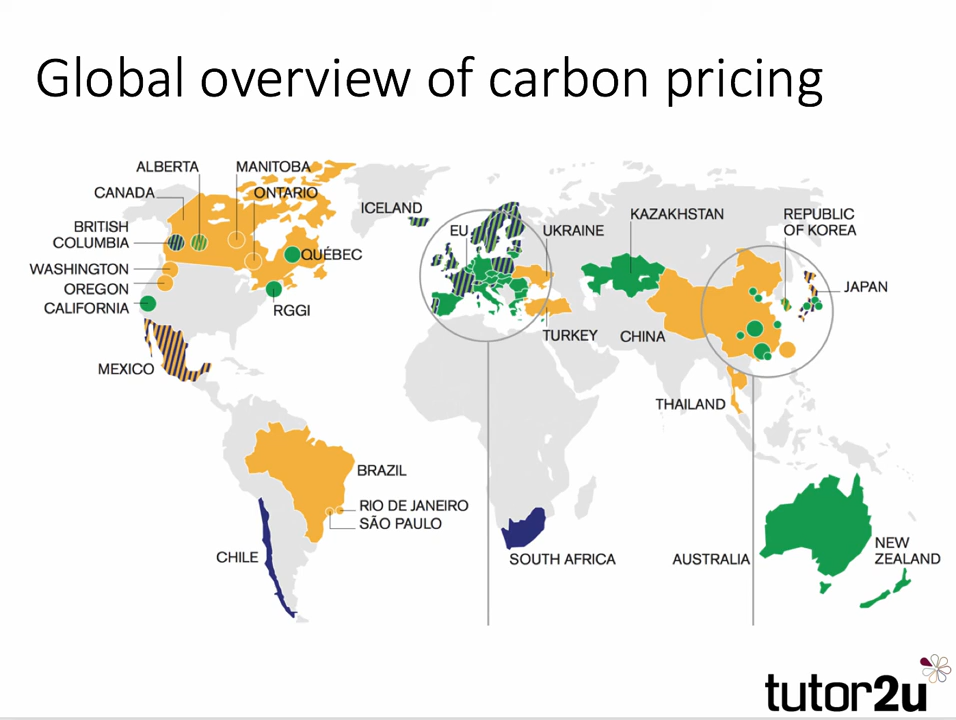 Global overview of carbon pricing
ALBERTA
MANITOBA
CANADA
ONTARIO
BRITISH
COLUMBIA
QUÉBEC
WASHINGTON
OREGON
CALIFORNIA
RGGI
MEXICO
ICELAND
EU
UKRAINE
TURKEY
KAZAKHSTAN
REPUBLIC
OF KOREA
JAPAN
CHINA
THAILAND
BRAZIL
RIO DE JANEIRO
SÃO PAULO
CHILE
SOUTH AFRICA
AUSTRALIA
NEW
ZEALAND
tutor2u